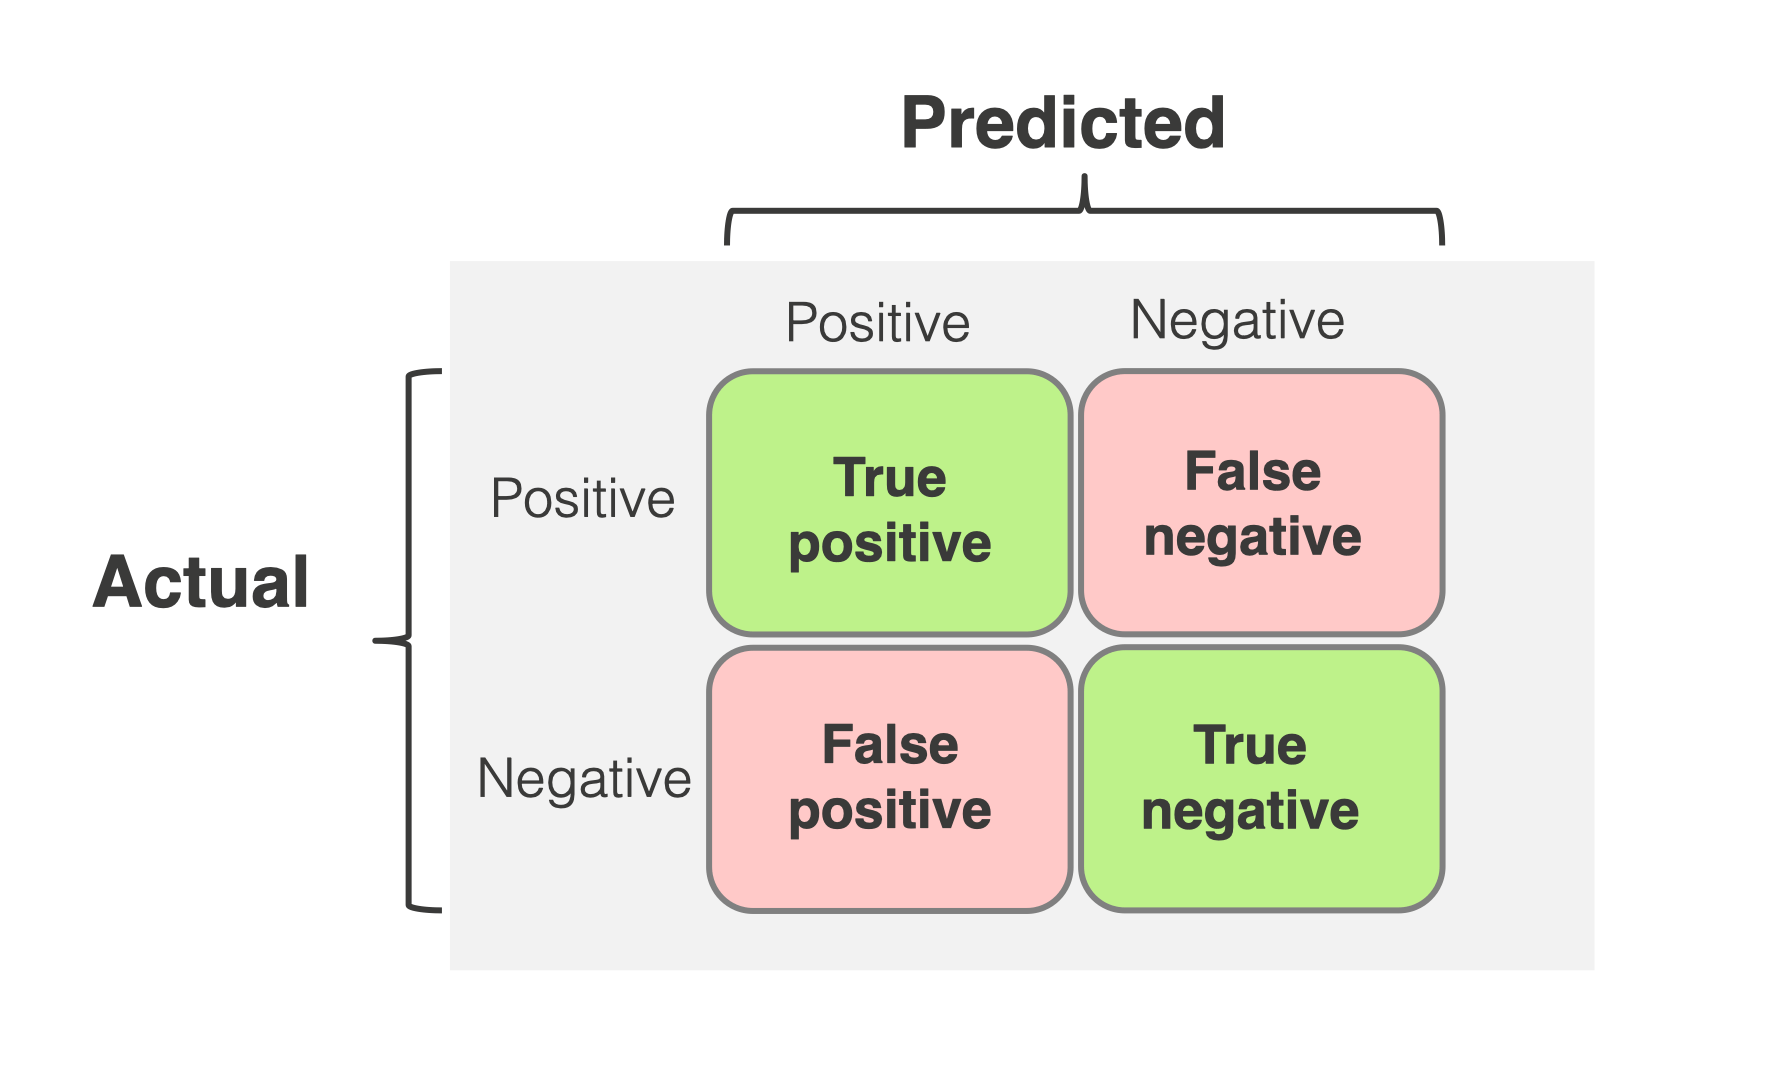 Predicted
Positive
Negative
Actual
Positive
True
positive
False
negative
Negative
False
positive
True
negative